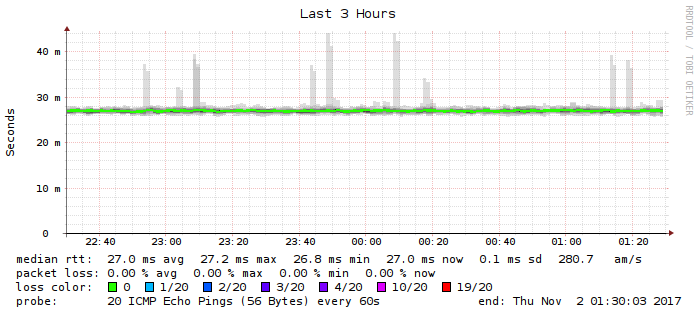 Last 3 Hours
RRDTOOL / TOBI OETIKER
Seconds
40 m
30 m
20 m
10 m
0
22:40 23:00 23:20 23:40 00:00 00:20 00:40 01:00 01:20
median rtt: 27.0 ms avg 27.2 ms max 26.8 ms min 27.0 ms now 0.1 ms sd 280.7 am/s
packet loss: 0.00 % avg 0.00 % max 0.00 % min 0.00 % now
loss color: 0 1/20 2/20 3/20 4/20 10/20 19/20
probe: 20 ICMP Echo Pings (56 Bytes) every 60s end: Thu Nov 2 01:30:03 2017